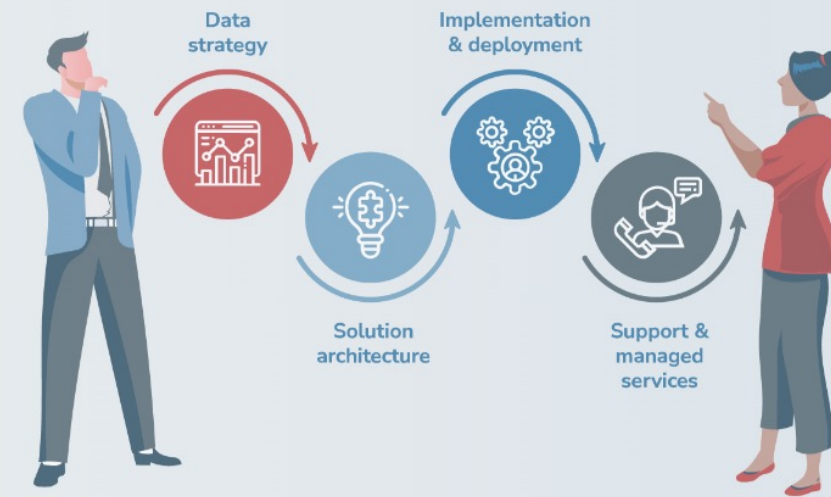 Data
strategy
Implementation
& deployment
Solution
architecture
Support &
managed
services